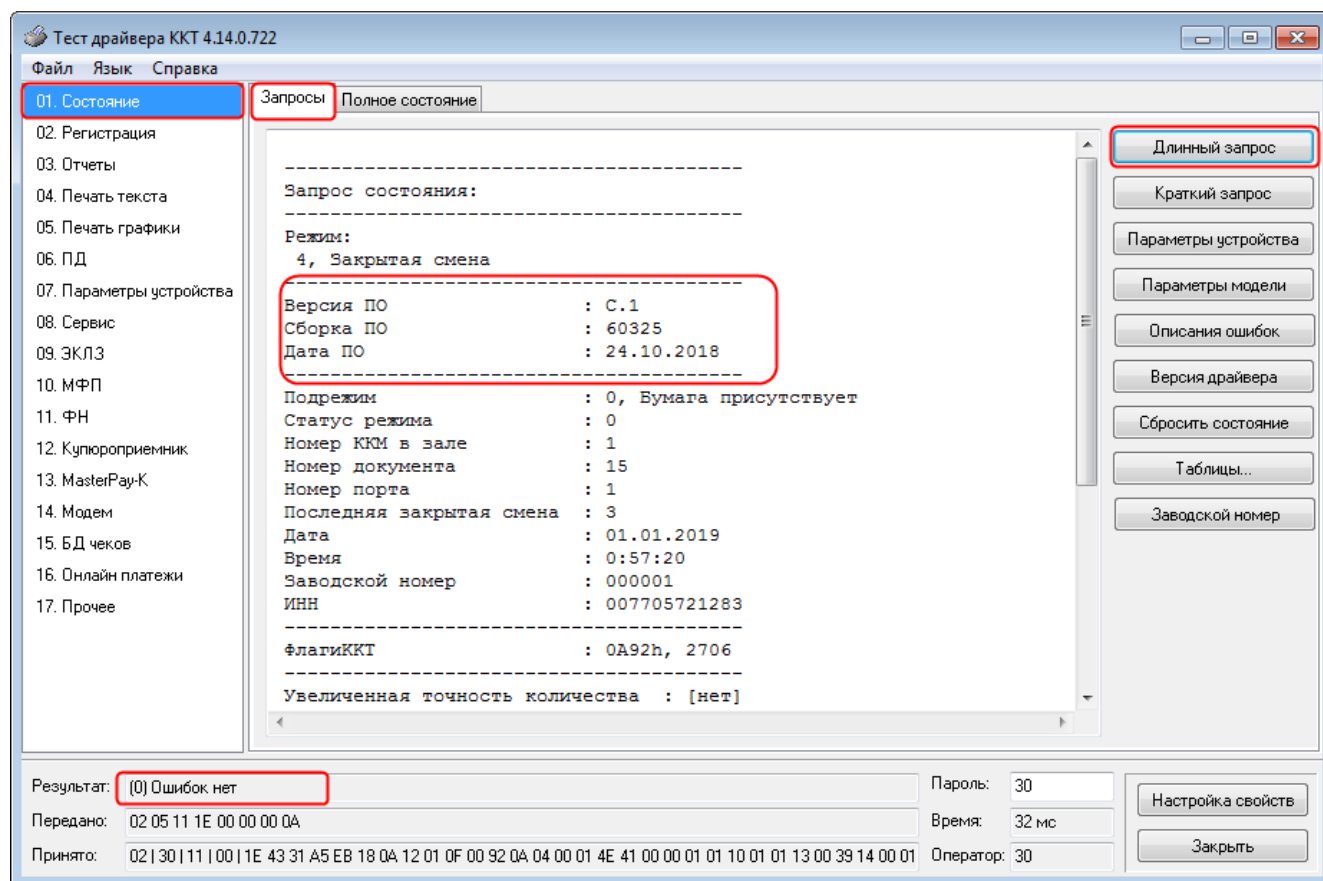 Тест драйвера ККТ 4.14.0.722
Файл Язык Справка
01. Состояние
02. Регистрация
03. Отчеты
04. Печать текста
05. Печать графики
06. ПД
07. Параметры устройства
08. Сервис
09. ЭКЛЗ
10. МФП
11. ФН
12. Купюроприемник
13. MasterPay-K
14. Модем
15. БД чеков
16. Онлайн платежи
17. Прочее
Запросы Полное состояние
----------------------------------------
Запрос состояния:
----------------------------------------
Режим:
4, Закрытая смена
----------------------------------------
Версия ПО : C.1
Сборка ПО : 60325
Дата ПО : 24.10.2018
----------------------------------------
Подрежим : 0, Бумага присутствует
Статус режима : 0
Номер ККМ в зале : 1
Номер документа : 15
Номер порта : 1
Последняя закрытая смена : 3
Дата : 01.01.2019
Время : 0:57:20
Заводской номер : 000001
ИНН : 007705721283
----------------------------------------
ФлагиККТ : 0A92h, 2706
----------------------------------------
Увеличенная точность количества : [нет]
Длинный запрос
Краткий запрос
Параметры устройства
Параметры модели
Описания ошибок
Версия драйвера
Сбросить состояние
Таблицы...
Заводской номер
Результат: (0) Ошибок нет
Передано: 02 05 11 1E 00 00 00 0A
Принято: 02 | 30 | 11 | 00 | 1E 43 31 A5 EB 18 0A 12 01 0F 00 92 0A 04 00 01 4E 41 00 00 01 01 10 01 01 13 00 39 14 00 01
Пароль: 30
Время: 32 мс
Оператор: 30
Настройка свойств
Закрыть